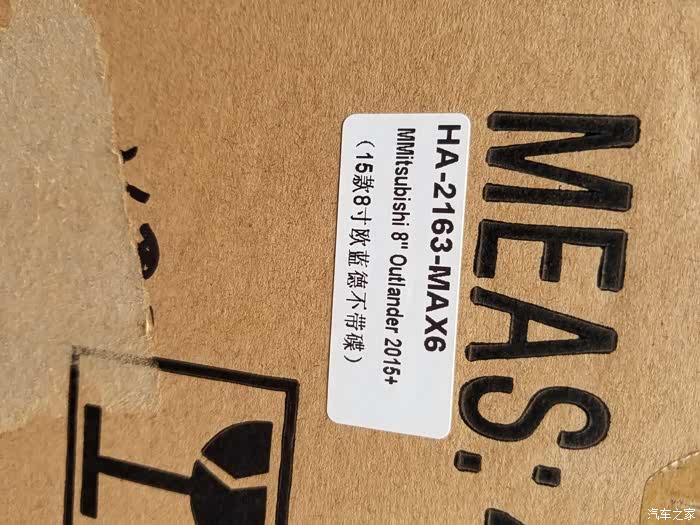 MEAS:
HA-2163-MAX6
MMitsubishi 8" Outlander 2015+
（15款8寸欧蓝德不带碟）
汽车之家